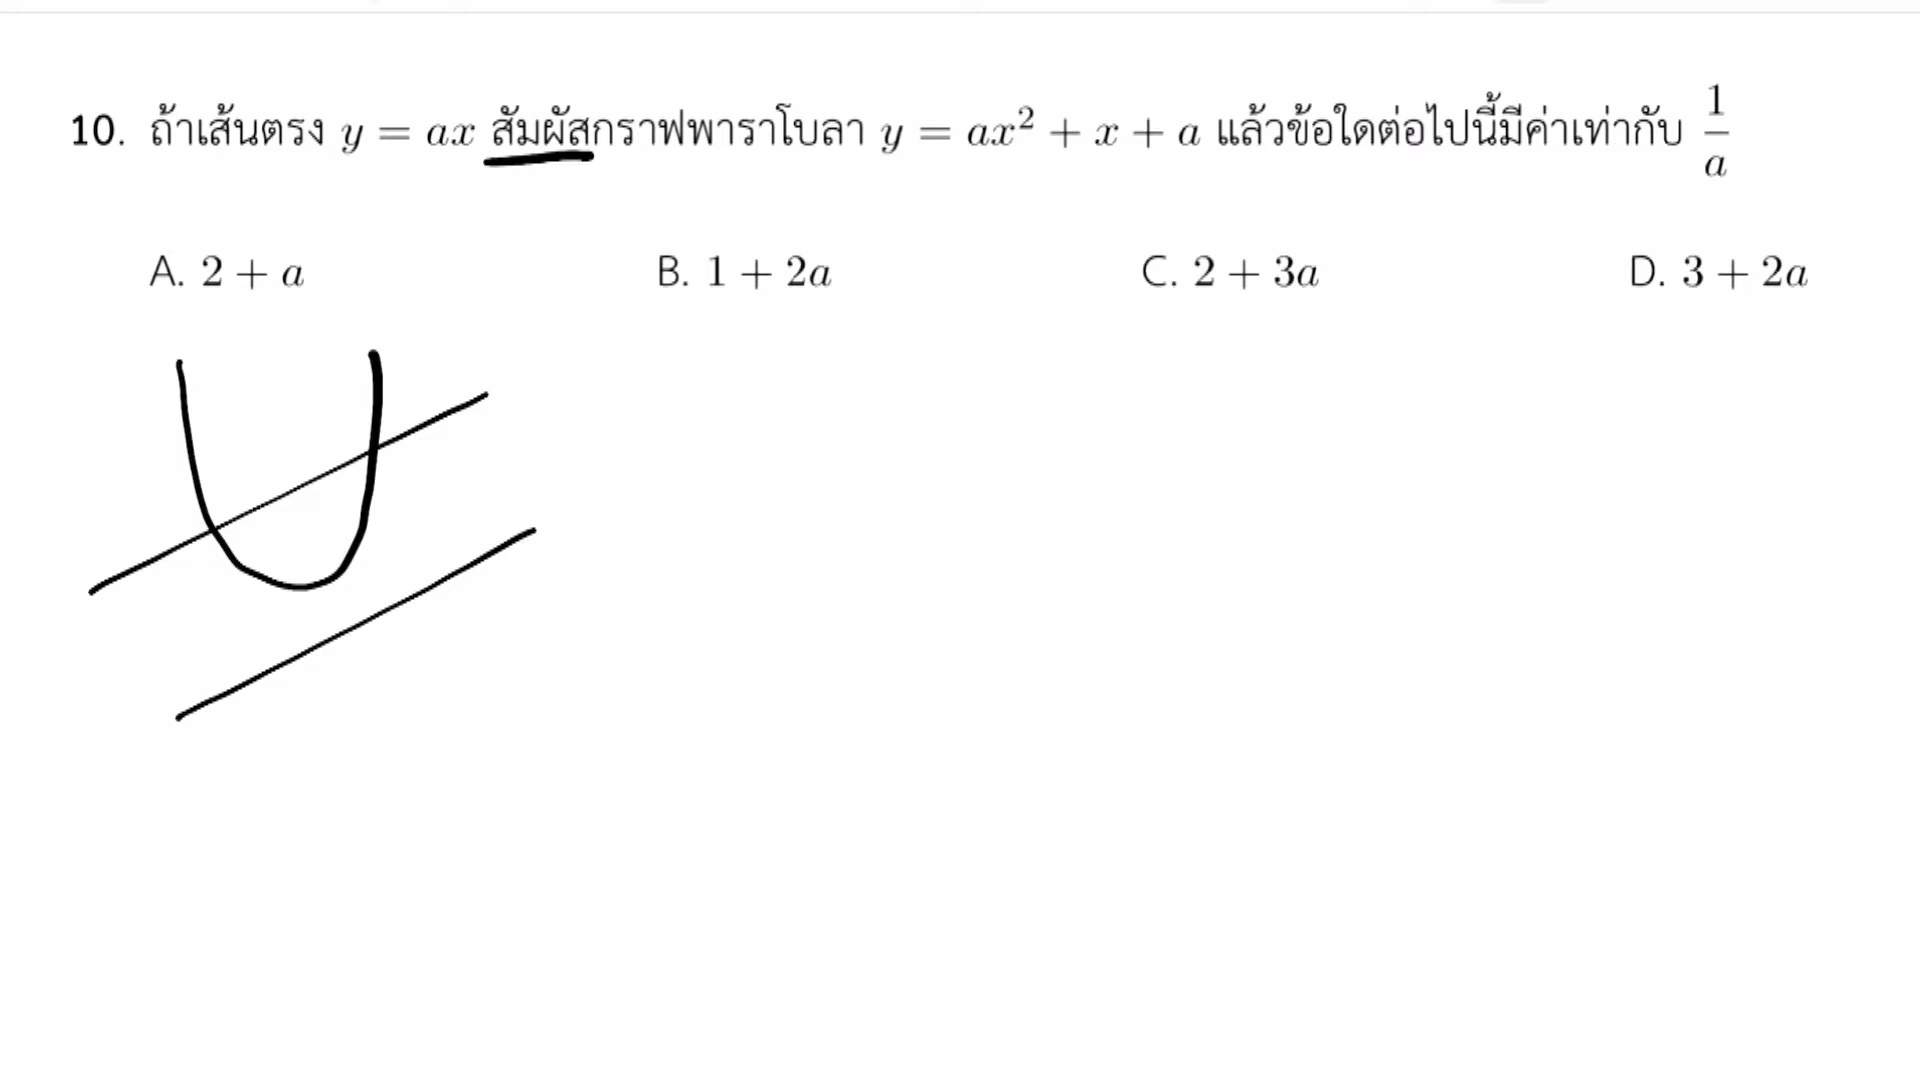 10. ถ้าเส้นตรง y = ax สัมผัสกราฟพาราโบลา y = ax² + x + a แล้วข้อใดต่อไปนี้มีค่าเท่ากับ 1/a
A. 2 + a B. 1 + 2a C. 2 + 3a D. 3 + 2a